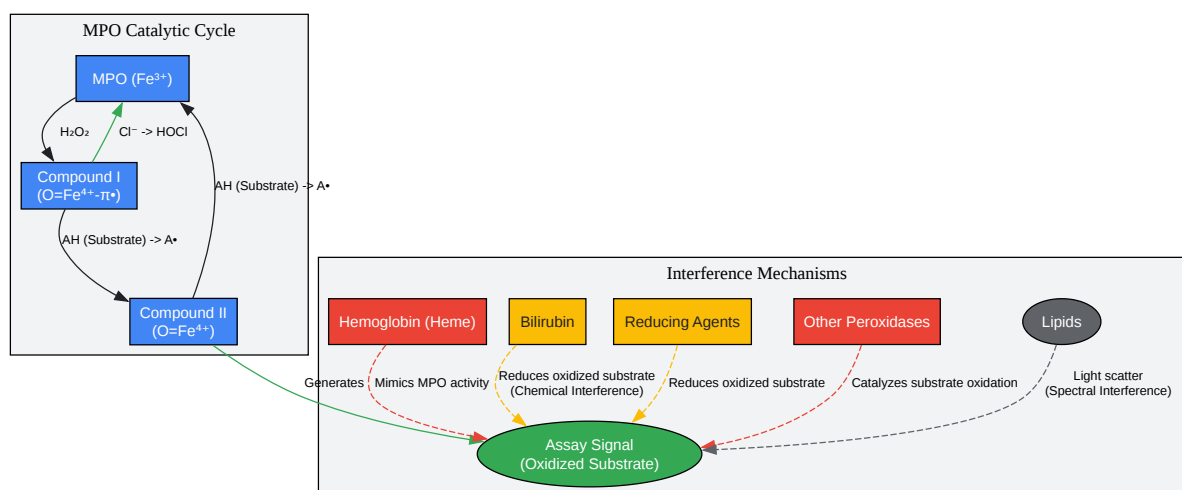 MPO Catalytic Cycle
MPO (Fe³⁺)
H₂O₂
Cl⁻ -> HOCl
Compound I
(O=Fe⁴⁺-π•)
AH (Substrate) -> A•
AH (Substrate) -> A•
Compound II
(O=Fe⁴⁺)
Interference Mechanisms
Hemoglobin (Heme)
Bilirubin
Reducing Agents
Other Peroxidases
Lipids
Generates
Mimics MPO activity
Reduces oxidized substrate
(Chemical Interference)
Reduces oxidized substrate
Catalyzes substrate oxidation
Light scatter
(Spectral Interference)
Assay Signal
(Oxidized Substrate)